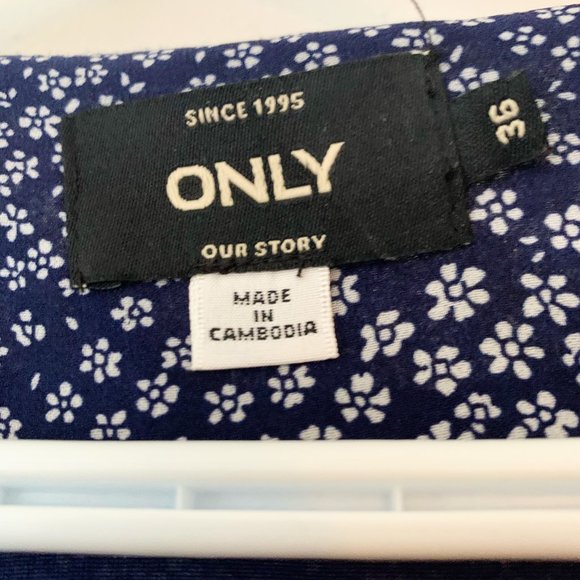 SINCE 1995
ONLY
OUR STORY
36
MADE
IN
CAMBODIA